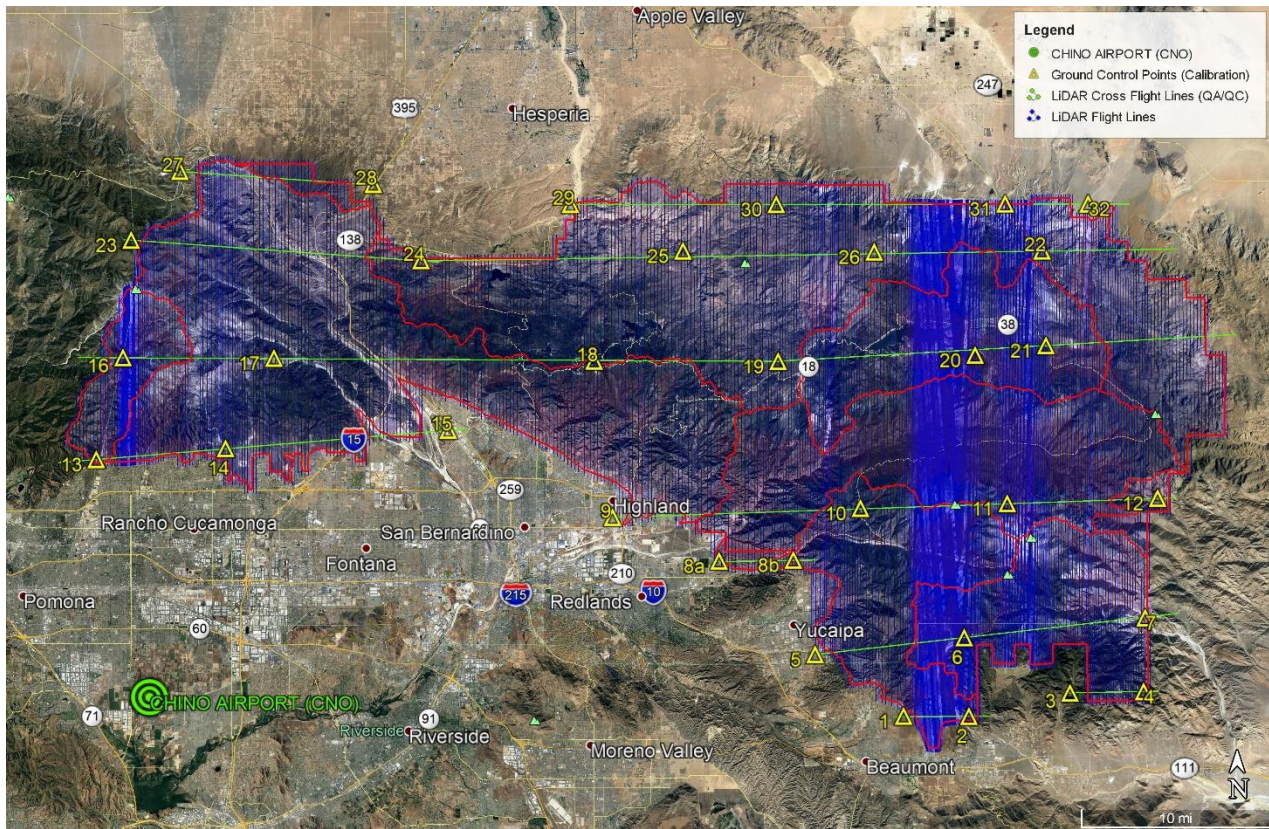 Apple Valley
Legend
CHINO AIRPORT (CNO)
Ground Control Points (Calibration)
LiDAR Cross Flight Lines (QA/QC)
LiDAR Flight Lines
247
395
Hesperia
27
28
29
30
31
32
23
138
24
25
26
22
38
16
17
18
19
18
20
21
15
13
14
15
259
Highland
9
10
11
12
Rancho Cucamonga
San Bernardino
Fontana
8a
8b
210
Pomona
215
Redlands
10
60
Yucaipa
7
5
6
CHINO AIRPORT (CNO)
3
4
71
91
1
2
Riverside
Riverside
Moreno Valley
Beaumont
111
N
10 mi